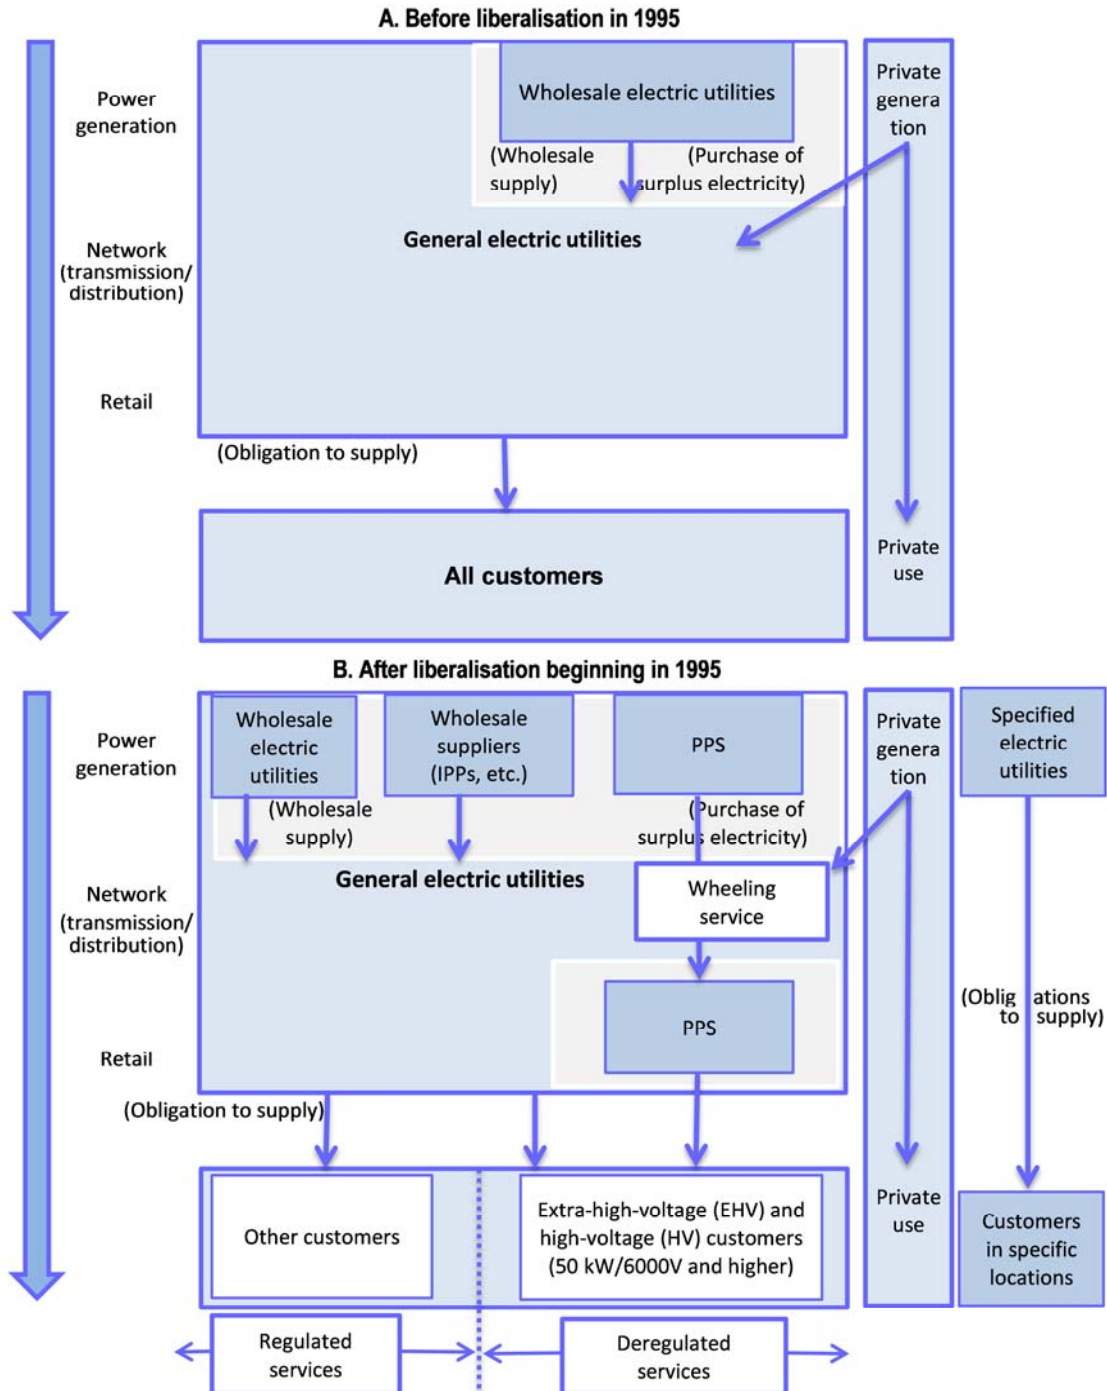 A. Before liberalisation in 1995
Power
generation
Wholesale electric utilities
Private
genera
tion
(Wholesale
supply)
(Purchase of
surplus electricity)
General electric utilities
Network
(transmission/
distribution)
Retail
(Obligation to supply)
All customers
Private
use
B. After liberalisation beginning in 1995
Power
generation
Wholesale
electric
utilities
Wholesale
suppliers
(IPPs, etc.)
PPS
Private
genera
tion
Specified
electric
utilities
(Wholesale
supply)
(Purchase of
surplus electricity)
General electric utilities
Wheeling
service
Network
(transmission/
distribution)
PPS
(Obligations
to supply)
Retail
(Obligation to supply)
Other customers
Extra-high-voltage (EHV) and
high-voltage (HV) customers
(50 kW/6000V and higher)
Private
use
Customers
in specific
locations
Regulated
services
Deregulated
services